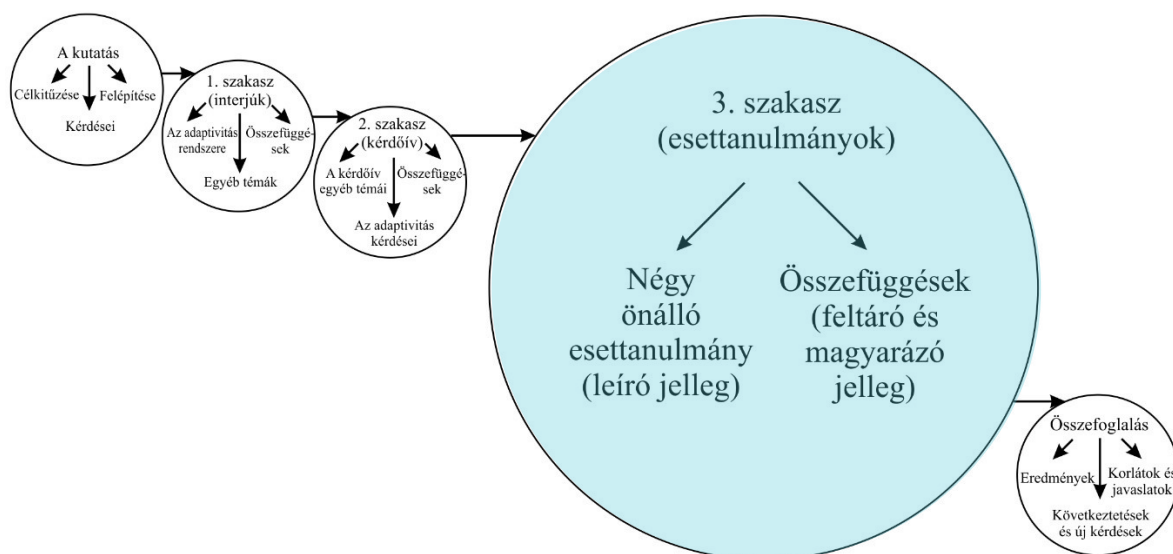 A kutatás
Célkitűzése
Felépítése
Kérdései
1. szakasz
(interjúk)
Az adaptivitás
rendszere
Összefüggé-
sek
Egyéb témák
2. szakasz
(kérdőív)
A kérdőív
egyéb témái
Összefüggé-
sek
Az adaptivitás
kérdései
3. szakasz
(esettanulmányok)
Négy
önálló
esettanulmány
(leíró jelleg)
Összefüggések
(feltáró és
magyarázó
jelleg)
Összefoglalás
Eredmények
Korlátok és
javaslatok
Következtetések
és új kérdések